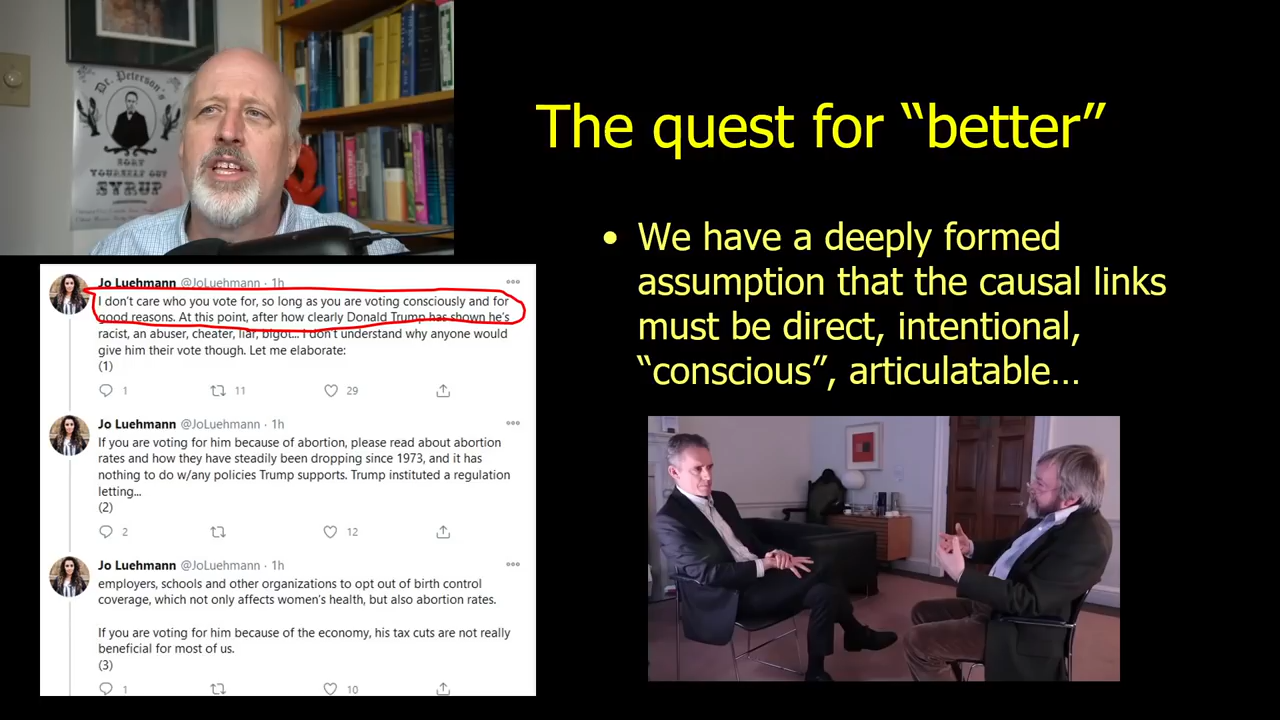 Dr. Peterson's
SORT
YOURSELF OUT
SYRUP
The quest for “better”
• We have a deeply formed
assumption that the causal links
must be direct, intentional,
“conscious”, articulatable…
Jo Luehmann @JoLuehmann · 1h
I don't care who you vote for, so long as you are voting consciously and for
good reasons. At this point, after how clearly Donald Trump has shown he's
racist, an abuser, cheater, liar, bigot... I don't understand why anyone would
give him their vote though. Let me elaborate:
(1)
1 11 29
Jo Luehmann @JoLuehmann · 1h
If you are voting for him because of abortion, please read about abortion
rates and how they have steadily been dropping since 1973, and it has
nothing to do w/any policies Trump supports. Trump instituted a regulation
letting...
(2)
2 12
Jo Luehmann @JoLuehmann · 1h
employers, schools and other organizations to opt out of birth control
coverage, which not only affects women's health, but also abortion rates.
If you are voting for him because of the economy, his tax cuts are not really
beneficial for most of us.
(3)
1 10